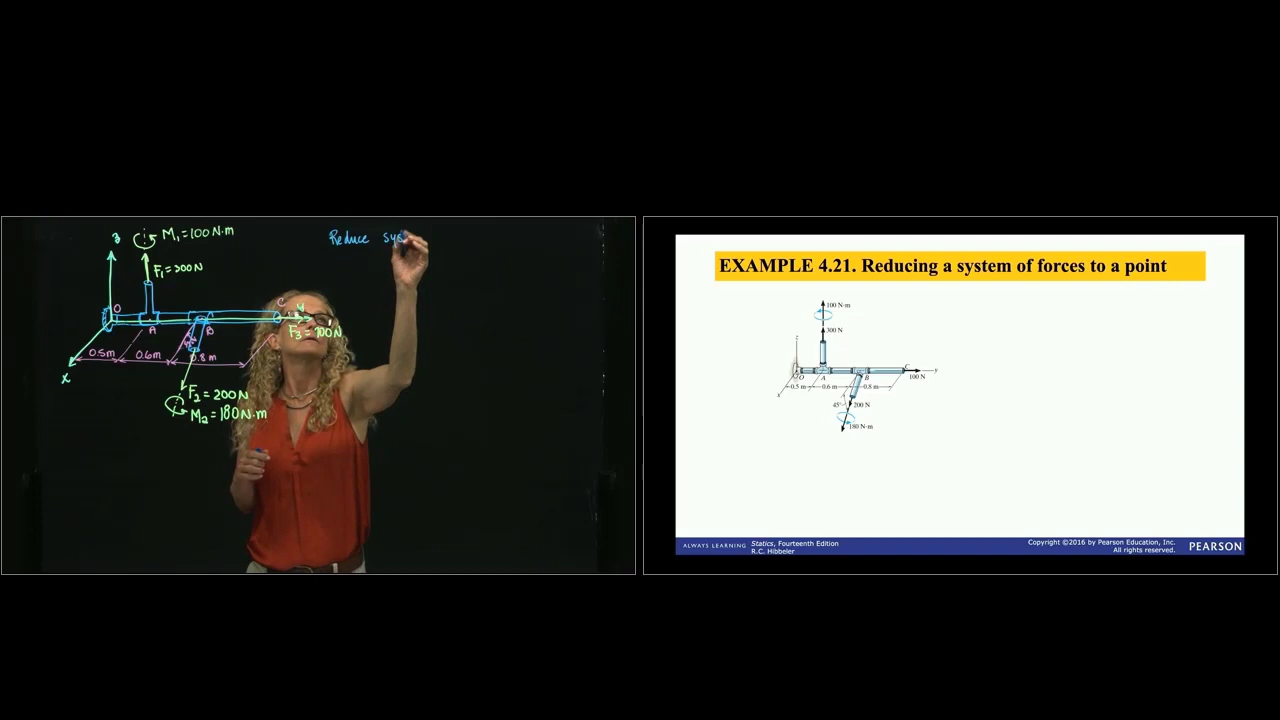 z
M₁ = 100 N·m
F₁ = 300 N
O
A
B
C
y
F₃ = 100 N
0.5m
0.6m
0.8 m
x
F₂ = 200 N
M₂ = 180 N·m
Reduce sys
EXAMPLE 4.21. Reducing a system of forces to a point
100 N·m
300 N
z
O
A
B
C
y
100 N
0.5 m
0.6 m
0.8 m
x
45°
200 N
180 N·m
ALWAYS LEARNING
Statics, Fourteenth Edition
R.C. Hibbeler
Copyright ©2016 by Pearson Education, Inc.
All rights reserved.
PEARSON